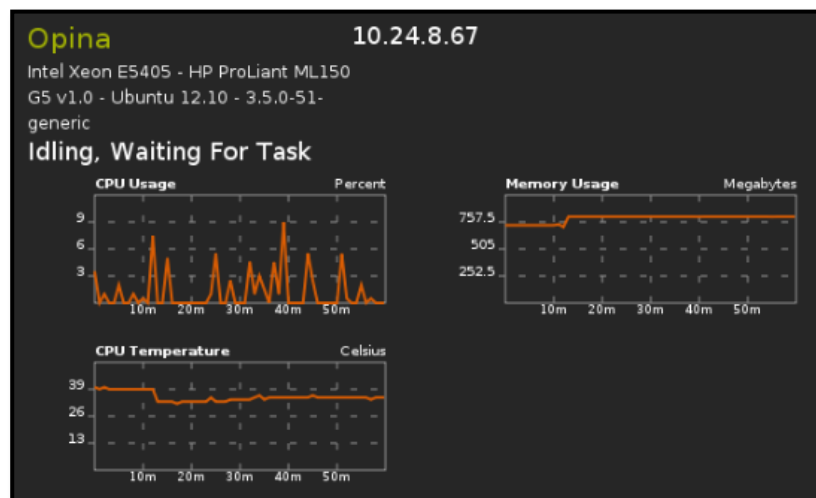 Opina
10.24.8.67
Intel Xeon E5405 - HP ProLiant ML150
G5 v1.0 - Ubuntu 12.10 - 3.5.0-51-
generic
Idling, Waiting For Task
CPU Usage Percent
9
6
3
10m 20m 30m 40m 50m
Memory Usage Megabytes
757.5
505
252.5
10m 20m 30m 40m 50m
CPU Temperature Celsius
39
26
13
10m 20m 30m 40m 50m